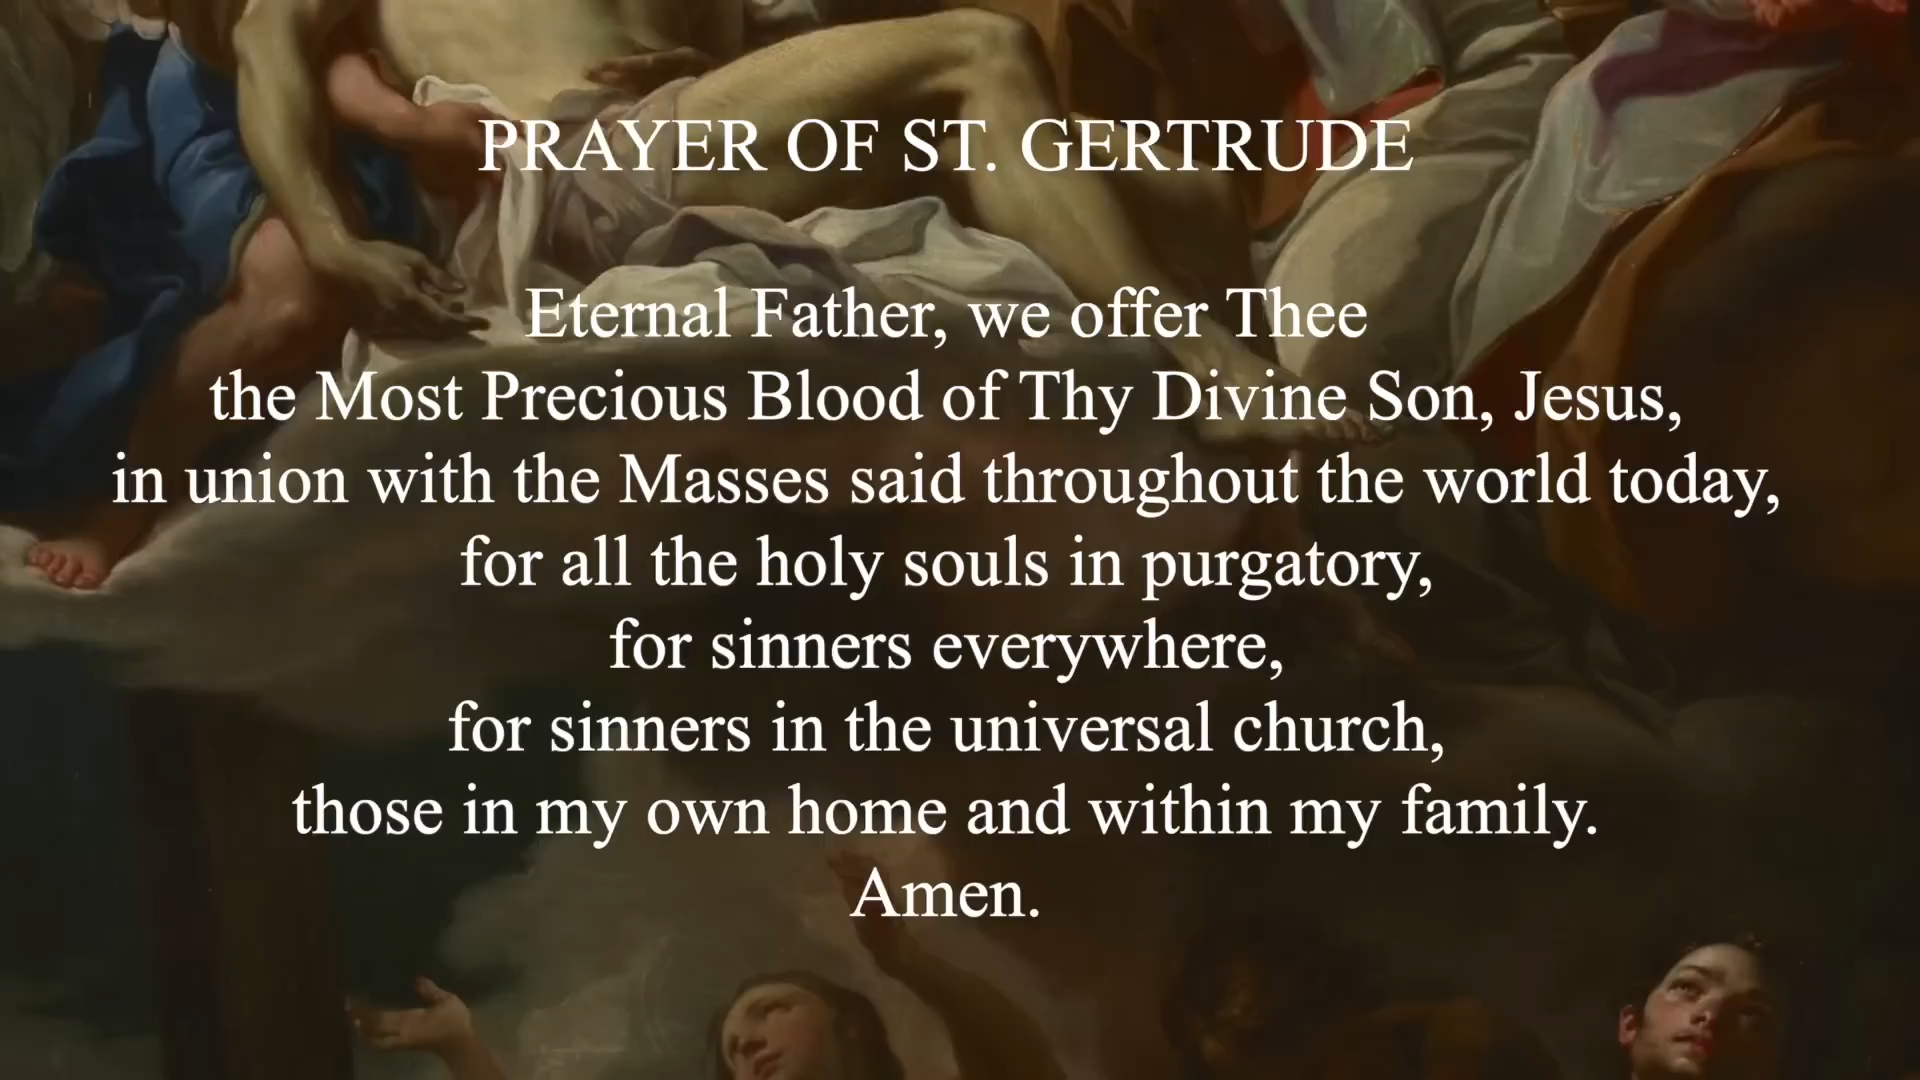 PRAYER OF ST. GERTRUDE
Eternal Father, we offer Thee
the Most Precious Blood of Thy Divine Son, Jesus,
in union with the Masses said throughout the world today,
for all the holy souls in purgatory,
for sinners everywhere,
for sinners in the universal church,
those in my own home and within my family.
Amen.